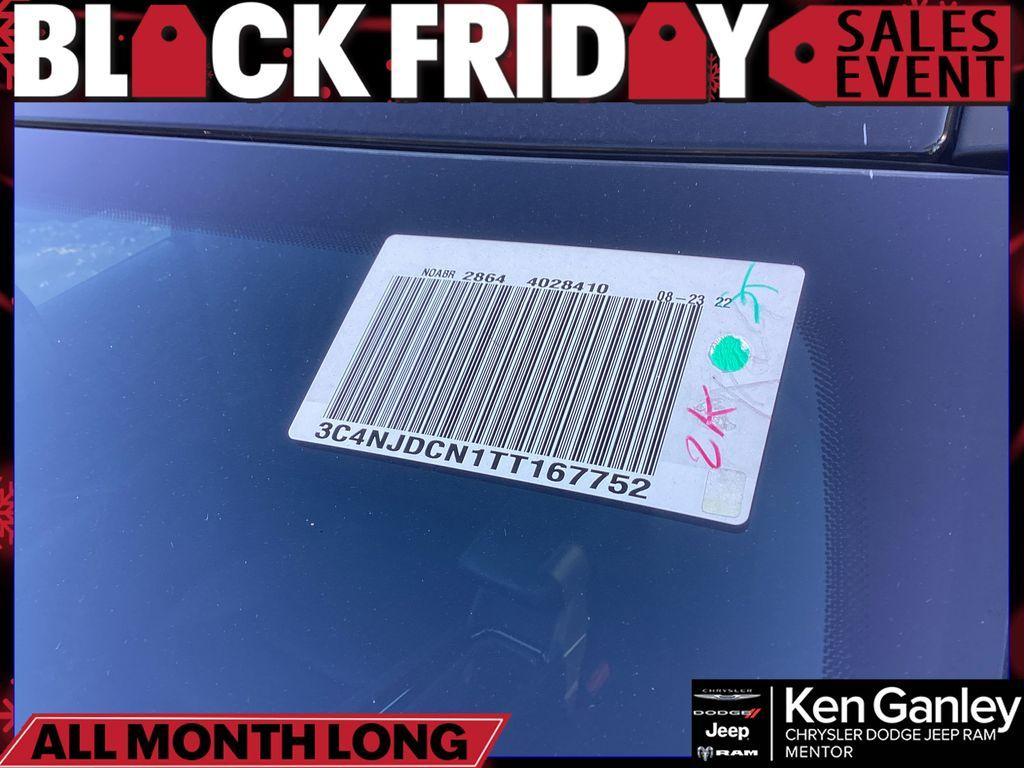 BLACK FRIDAY
SALES
EVENT
NOABR 2864 4028410 08-23 22
3C4NJDCN1TT167752
2K
ALL MONTH LONG
CHRYSLER
DODGE//
Jeep
RAM
Ken Ganley
CHRYSLER DODGE JEEP RAM
MENTOR